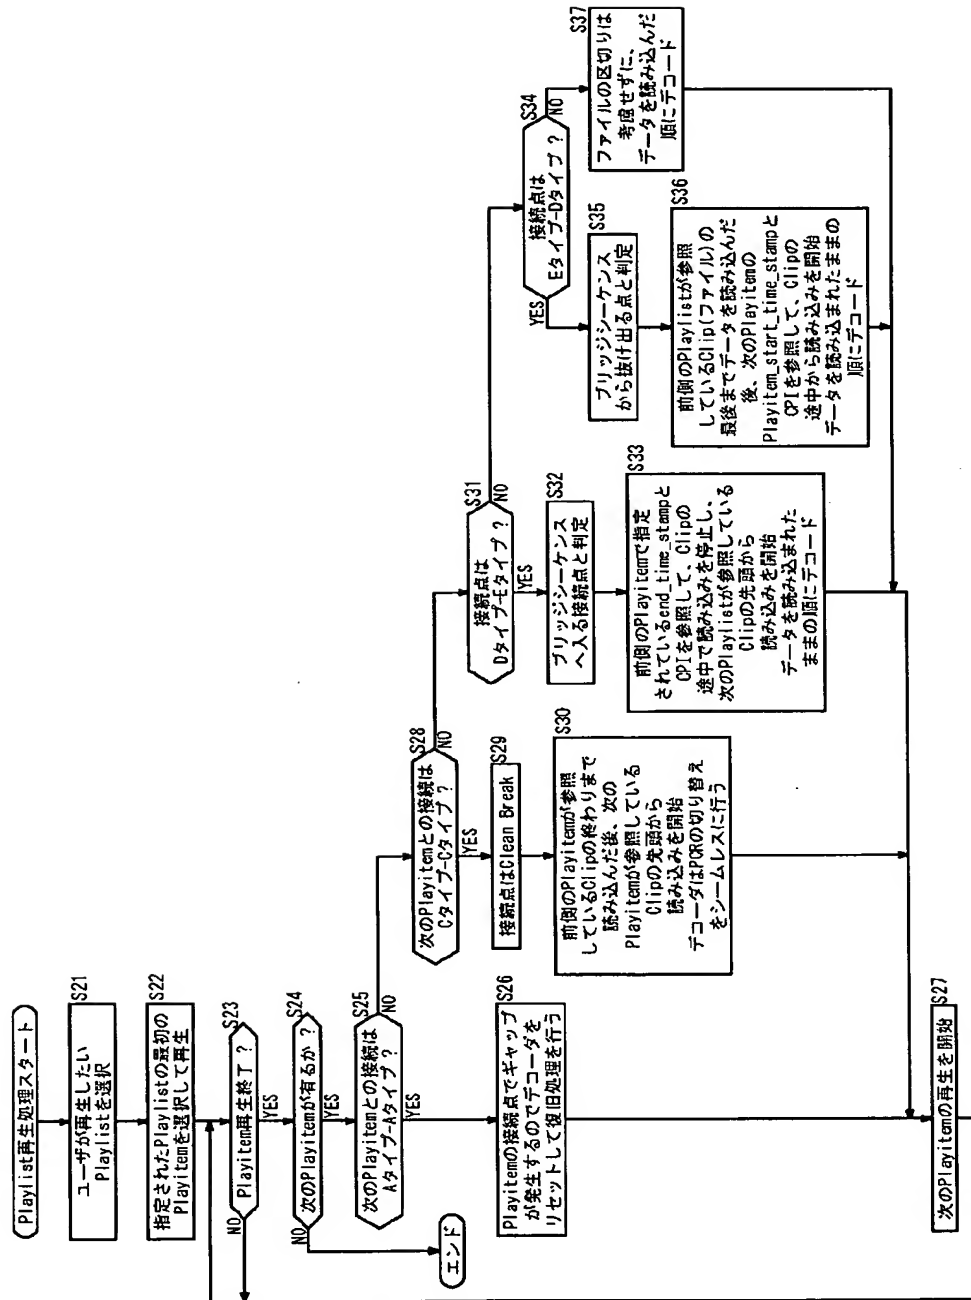 Playlist再生処理スタート
S21
ユーザが再生したい
Playlistを選択
S22
指定されたPlaylistの最初の
Playitemを選択して再生
S23
Playitem再生終了？
NO
YES
S24
次のPlayitemが有るか？
NO
YES
エンド
S25
次のPlayitemとの接続は
Aタイプ-Aタイプ？
NO
YES
S26
Playitemの接続点でギャップ
が発生するのでデコーダを
リセットして復旧処理を行う
S27
次のPlayitemの再生を開始
S28
次のPlayitemとの接続は
Cタイプ-Cタイプ？
NO
YES
S29
接続点はClean Break
S30
前側のPlayitemが参照
しているClipの終わりまで
読み込んだ後、次の
Playitemが参照している
Clipの先頭から
読み込みを開始
デコーダはPCRの切り替え
をシームレスに行う
S31
接続点は
Dタイプ-Eタイプ？
NO
YES
S32
ブリッジシーケンス
へ入る接続点と判定
S33
前側のPlayitemで指定
されているend_time_stampと
CPIを参照して、Clipの
途中で読み込みを停止し、
次のPlaylistが参照している
Clipの先頭から
読み込みを開始
データを読み込まれた
ままの順にデコード
S34
接続点は
Eタイプ-Dタイプ？
NO
YES
S35
ブリッジシーケンス
から抜け出る点と判定
S36
前側のPlaylistが参照
しているClip(ファイル)の
最後までデータを読み込んだ
後、次のPlayitemの
Playitem_start_time_stampと
CPIを参照して、Clipの
途中から読み込みを開始
データを読み込まれたままの
順にデコード
S37
ファイルの区切りは
考慮せずに、
データを読み込んだ
順にデコード